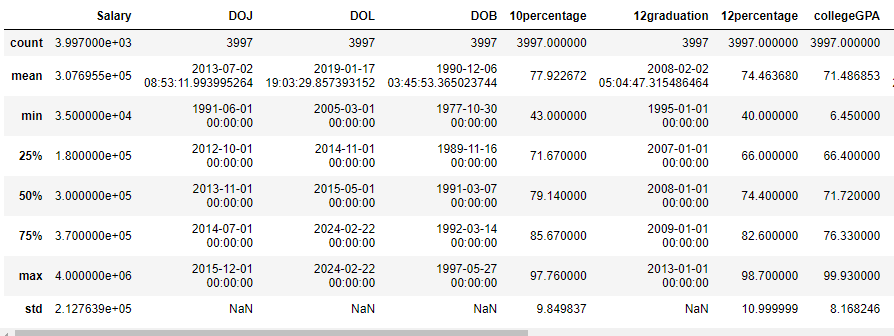 Salary DOJ DOL DOB 10percentage 12graduation 12percentage collegeGPA
count 3.997000e+03 3997 3997 3997 3997.000000 3997 3997.000000 3997.000000
mean 3.076955e+05 2013-07-02 08:53:11.993995264 2019-01-17 19:03:29.857393152 1990-12-06 03:45:53.365023744 77.922672 2008-02-02 05:04:47.315486464 74.463680 71.486853
min 3.500000e+04 1991-06-01 00:00:00 2005-03-01 00:00:00 1977-10-30 00:00:00 43.000000 1995-01-01 00:00:00 40.000000 6.450000
25% 1.800000e+05 2012-10-01 00:00:00 2014-11-01 00:00:00 1989-11-16 00:00:00 71.670000 2007-01-01 00:00:00 66.000000 66.400000
50% 3.000000e+05 2013-11-01 00:00:00 2015-05-01 00:00:00 1991-03-07 00:00:00 79.140000 2008-01-01 00:00:00 74.400000 71.720000
75% 3.700000e+05 2014-07-01 00:00:00 2024-02-22 00:00:00 1992-03-14 00:00:00 85.670000 2009-01-01 00:00:00 82.600000 76.330000
max 4.000000e+06 2015-12-01 00:00:00 2024-02-22 00:00:00 1997-05-27 00:00:00 97.760000 2013-01-01 00:00:00 98.700000 99.930000
std 2.127639e+05 NaN NaN NaN 9.849837 NaN 10.999999 8.168246